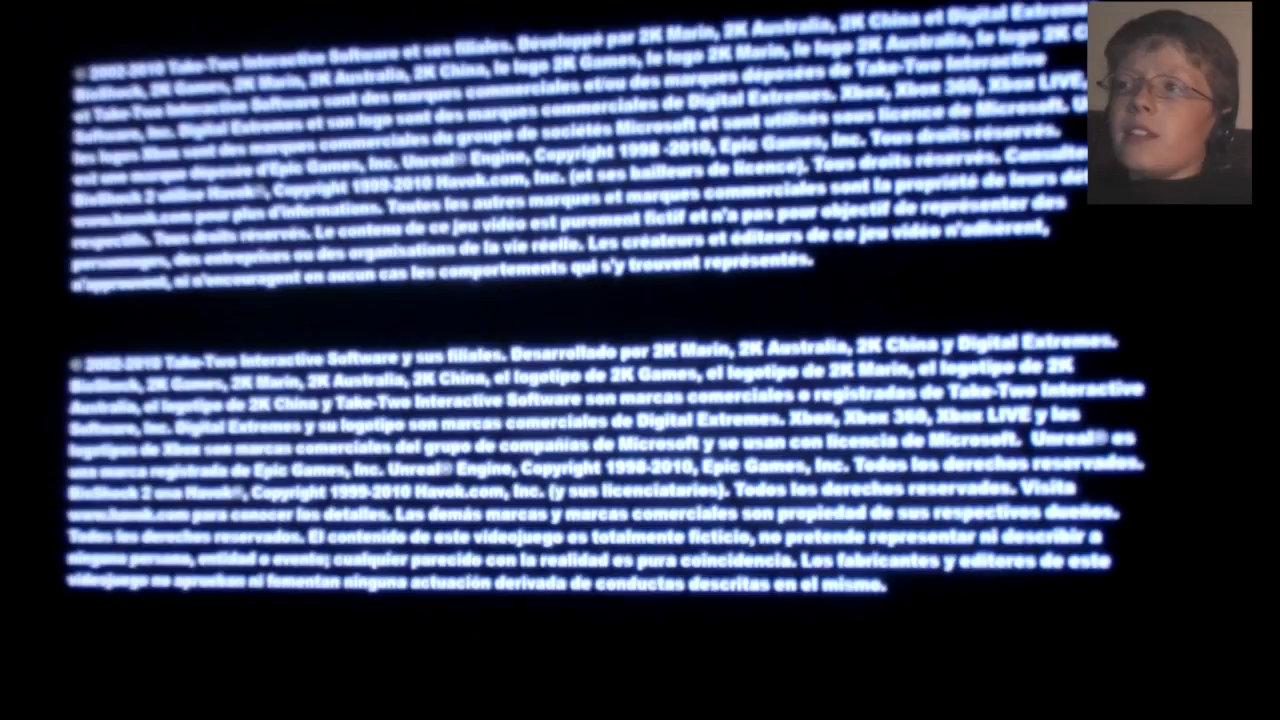 © 2002-2010 Take-Two Interactive Software et ses filiales. Développé par 2K Marin, 2K Australia, 2K China et Digital Extremes.
BioShock, 2K Games, 2K Marin, 2K Australia, 2K China, le logo 2K Games, le logo 2K Marin, le logo 2K Australia, le logo 2K
et Take-Two Interactive Software sont des marques commerciales et/ou des marques déposées de Take-Two Interactive
Software, Inc. Digital Extremes et son logo sont des marques commerciales de Digital Extremes. Xbox, Xbox 360, Xbox LIVE,
les logos Xbox sont des marques commerciales du groupe de sociétés Microsoft et sont utilisés sous licence de Microsoft.
est une marque déposée d'Epic Games, Inc. Unreal® Engine, Copyright 1998 -2010, Epic Games, Inc. Tous droits réservés.
BioShock 2 utilise Havok®, Copyright 1999-2010 Havok.com, Inc. (et ses bailleurs de licence). Tous droits réservés.
www.havok.com pour plus d'informations. Toutes les autres marques et marques commerciales sont la propriété de leurs
respectifs. Tous droits réservés. Le contenu de ce jeu vidéo est purement fictif et n'a pas pour objectif de représenter des
personnages, des entreprises ou des organisations de la vie réelle. Les créateurs et éditeurs de ce jeu vidéo n'adhèrent,
n'approuvent, ni n'encouragent en aucun cas les comportements qui s'y trouvent représentés.
© 2002-2010 Take-Two Interactive Software y sus filiales. Desarrollado por 2K Marin, 2K Australia, 2K China y Digital Extremes.
BioShock, 2K Games, 2K Marin, 2K Australia, 2K China, el logotipo de 2K Games, el logotipo de 2K Marin, el logotipo de 2K
Australia, el logotipo de 2K China y Take-Two Interactive Software son marcas comerciales o registradas de Take-Two Interactive
Software, Inc. Digital Extremes y su logotipo son marcas comerciales de Digital Extremes. Xbox, Xbox 360, Xbox LIVE y los
logotipos de Xbox son marcas comerciales del grupo de compañías de Microsoft y se usan con licencia de Microsoft. Unreal® es
una marca registrada de Epic Games, Inc. Unreal® Engine, Copyright 1998-2010, Epic Games, Inc. Todos los derechos reservados.
BioShock 2 usa Havok®, Copyright 1999-2010 Havok.com, Inc. (y sus licenciatarios). Todos los derechos reservados. Visita
www.havok.com para conocer los detalles. Las demás marcas y marcas comerciales son propiedad de sus respectivos dueños.
Todos los derechos reservados. El contenido de este videojuego es totalmente ficticio, no pretende representar ni describir a
ninguna persona, entidad o evento; cualquier parecido con la realidad es pura coincidencia. Los fabricantes y editores de este
videojuego no aprueban ni fomentan ninguna actuación derivada de conductas descritas en el mismo.